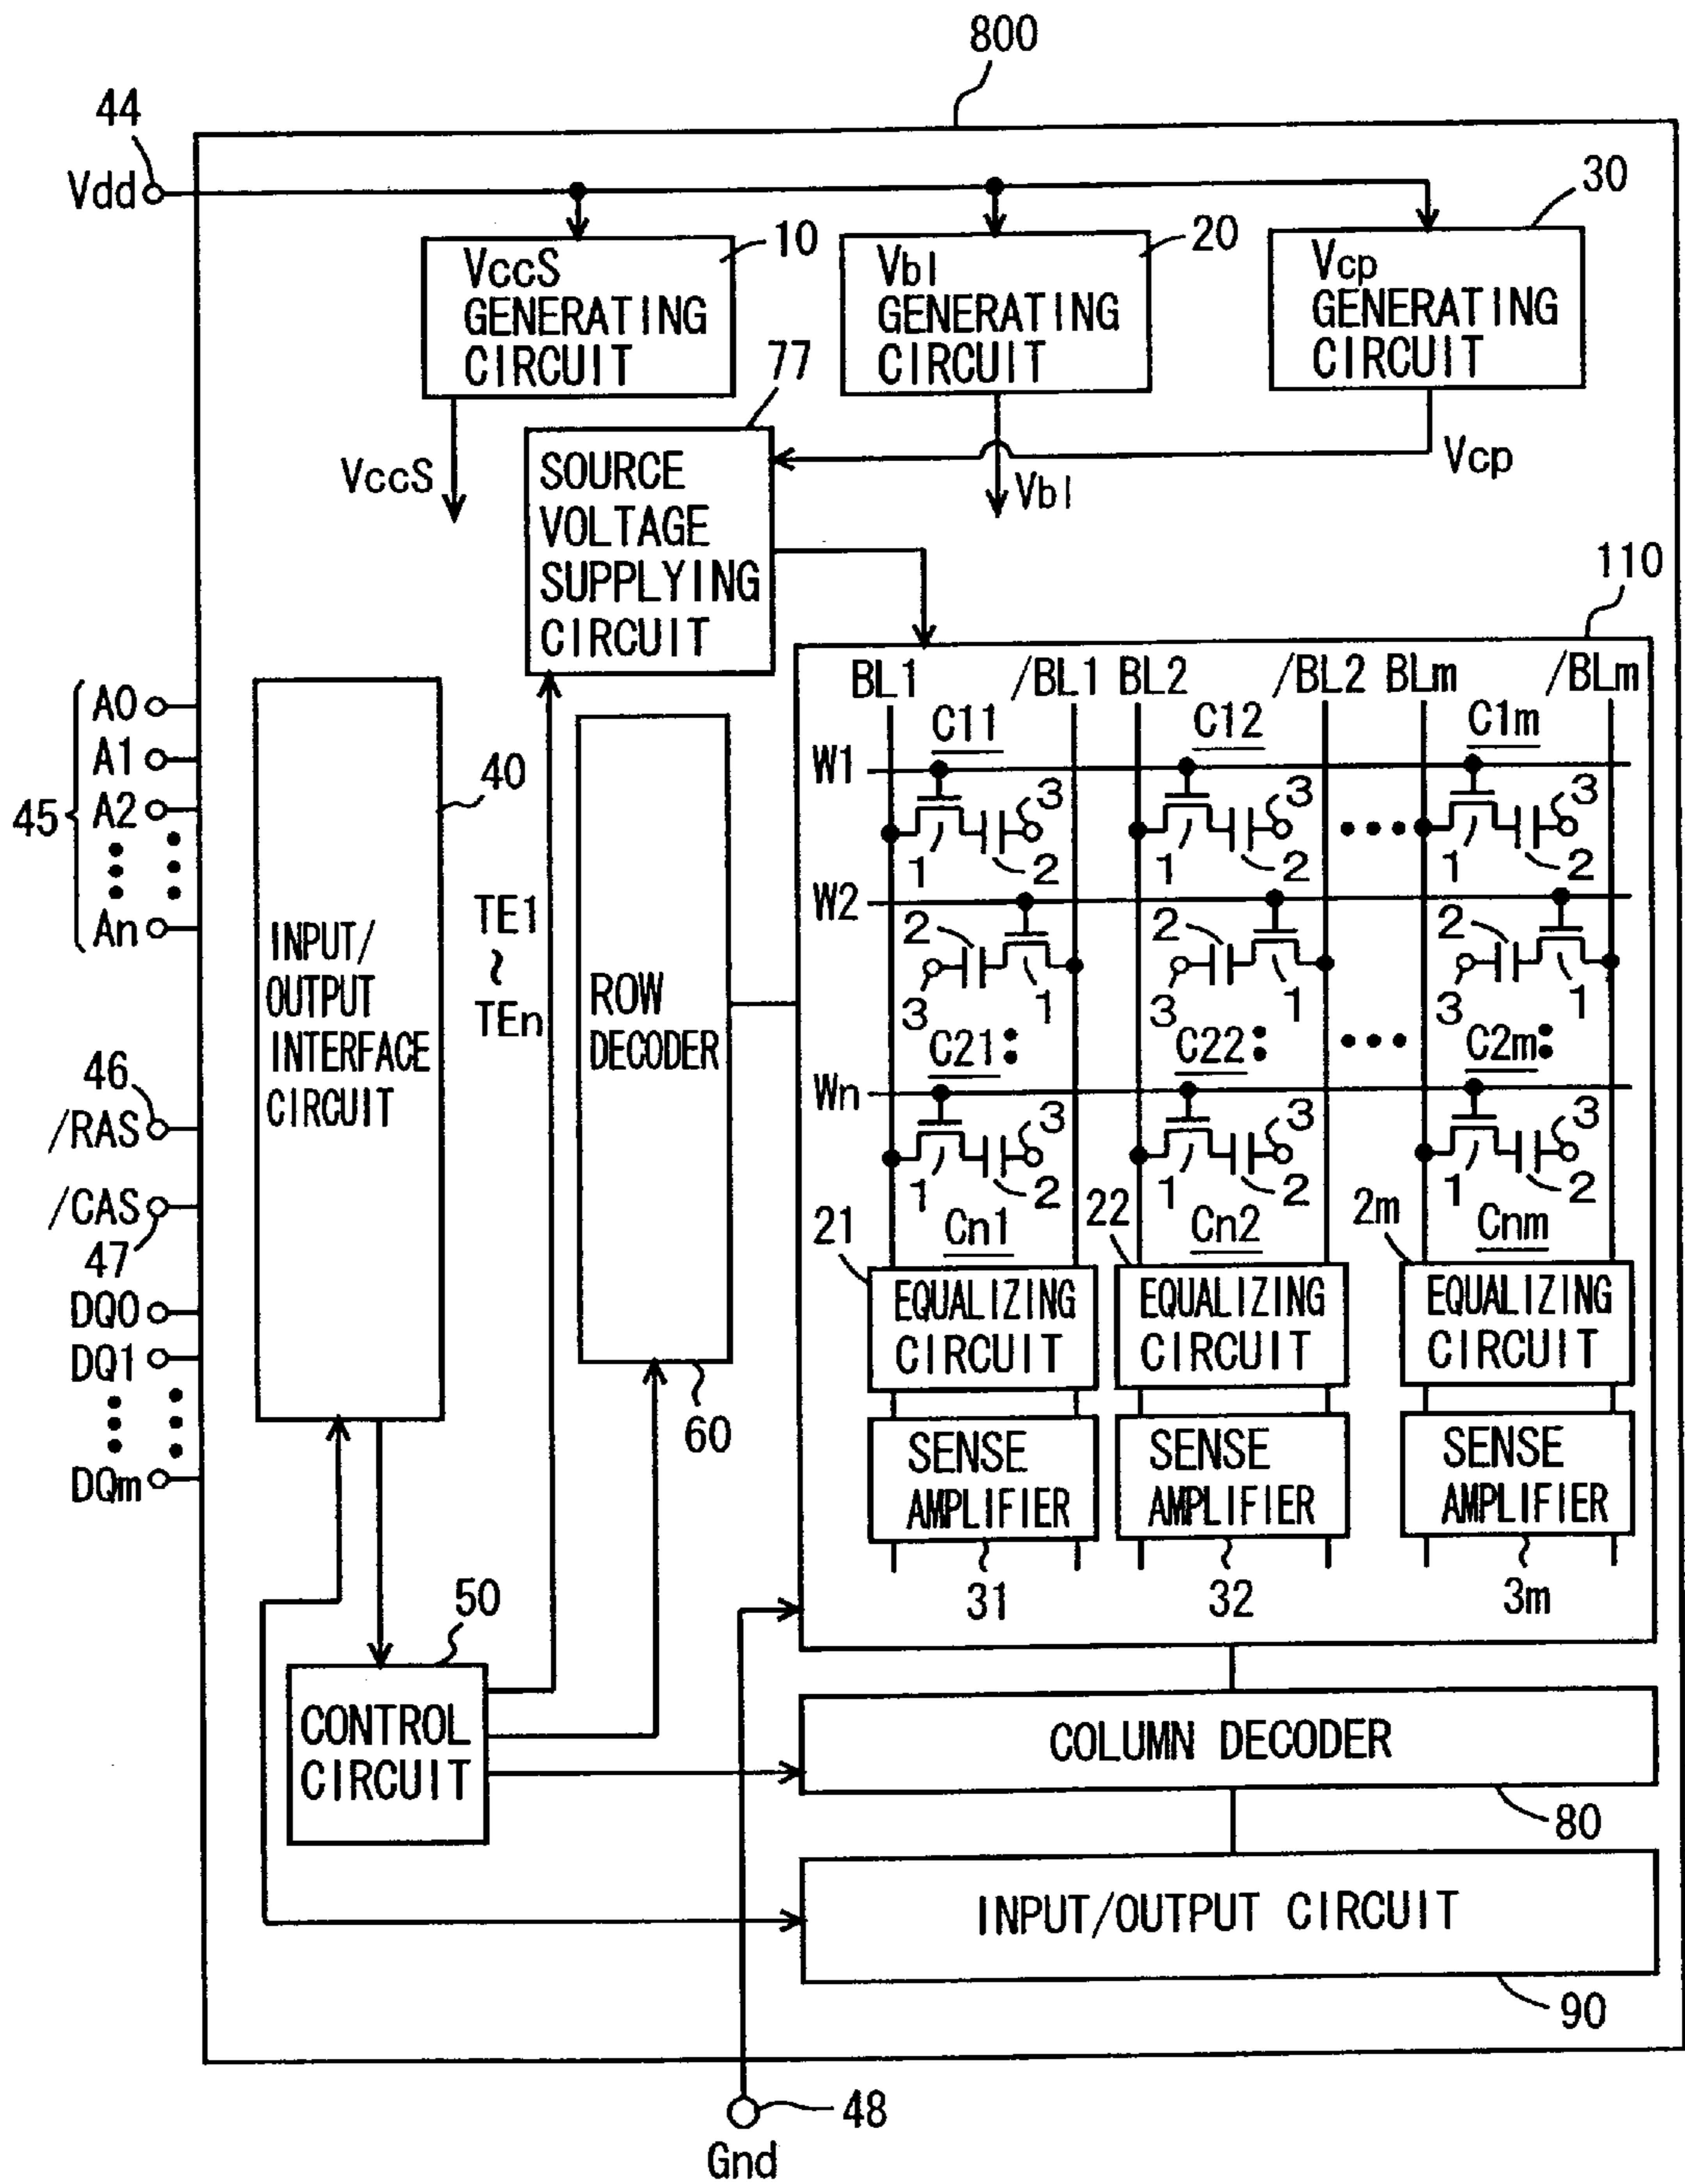 800
44
Vdd
30
10
20
VccS
GENERATING
CIRCUIT
Vbl
GENERATING
CIRCUIT
Vcp
GENERATING
CIRCUIT
77
VccS
SOURCE
VOLTAGE
SUPPLYING
CIRCUIT
Vbl
Vcp
110
BL1
/BL1
BL2
/BL2
BLm
/BLm
45
A0
A1
A2
An
40
INPUT/
OUTPUT
INTERFACE
CIRCUIT
TE1
~
TEn
ROW
DECODER
C11
C12
C1m
W1
3
3
3
1
2
1
2
1
2
W2
2
2
2
3
1
3
1
3
1
C21
C22
C2m
Wn
3
3
3
1
2
1
2
1
2
46
/RAS
/CAS
47
DQ0
DQ1
DQm
21
Cn1
22
Cn2
2m
Cnm
EQUALIZING
CIRCUIT
EQUALIZING
CIRCUIT
EQUALIZING
CIRCUIT
60
SENSE
AMPLIFIER
SENSE
AMPLIFIER
SENSE
AMPLIFIER
31
32
3m
50
CONTROL
CIRCUIT
COLUMN DECODER
80
INPUT/OUTPUT CIRCUIT
90
48
Gnd